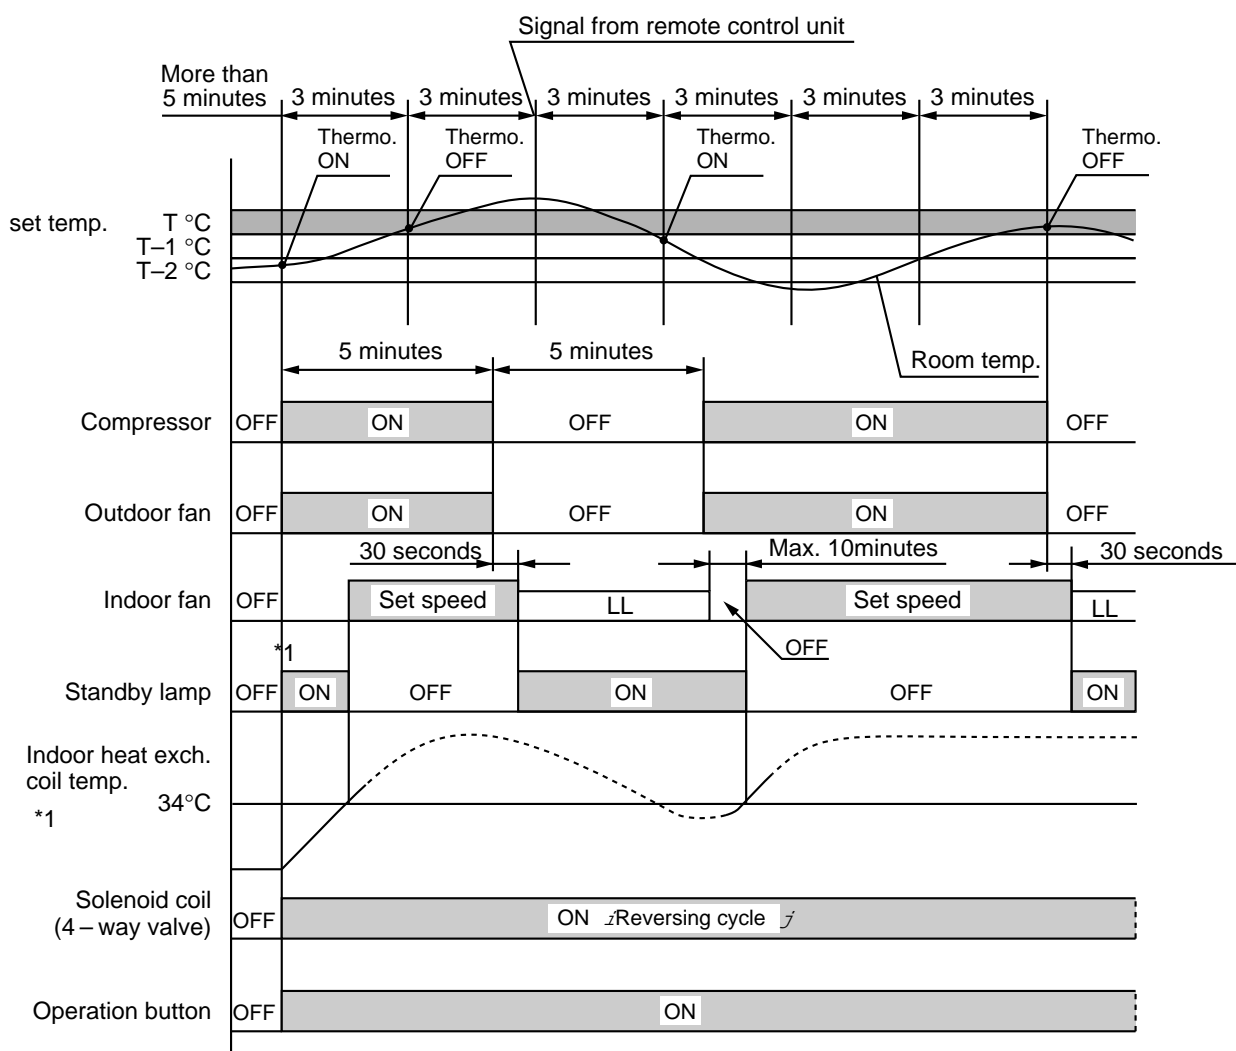 Signal from remote control unit
More than
5 minutes
3 minutes
3 minutes
3 minutes
3 minutes
3 minutes
3 minutes
Thermo.
ON
Thermo.
OFF
Thermo.
ON
Thermo.
OFF
set temp.
T °C
T–1 °C
T–2 °C
Room temp.
5 minutes
5 minutes
Compressor
OFF
ON
OFF
ON
OFF
Outdoor fan
OFF
ON
OFF
ON
OFF
30 seconds
Max. 10minutes
30 seconds
Indoor fan
OFF
Set speed
LL
Set speed
LL
OFF
*1
Standby lamp
OFF
ON
OFF
ON
OFF
ON
Indoor heat exch.
coil temp.
34°C
*1
Solenoid coil
(4 – way valve)
OFF
ON iReversing cycle j
Operation button
OFF
ON